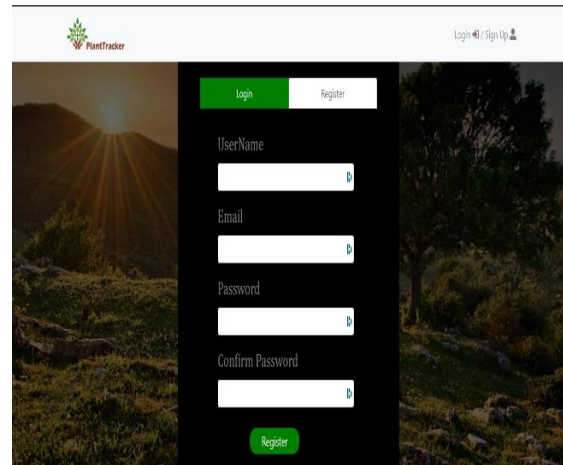 PlantTracker
Login / Sign Up
Login Register
UserName
Email
Password
Confirm Password
Register